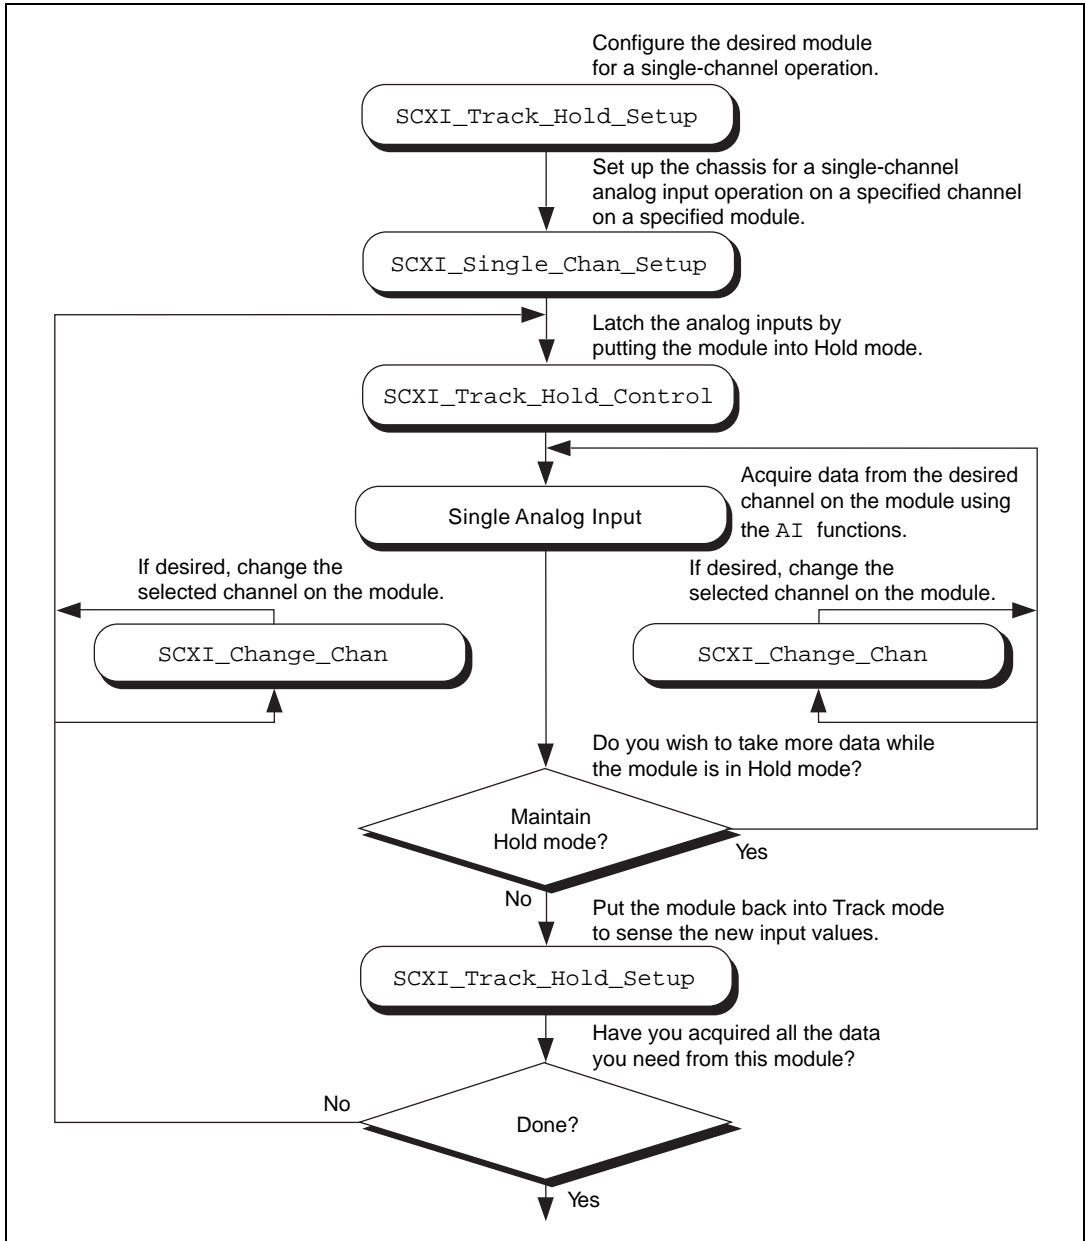 Configure the desired module
for a single-channel operation.
SCXI_Track_Hold_Setup
Set up the chassis for a single-channel
analog input operation on a specified channel
on a specified module.
SCXI_Single_Chan_Setup
Latch the analog inputs by
putting the module into Hold mode.
SCXI_Track_Hold_Control
Acquire data from the desired
channel on the module using
the AI functions.
Single Analog Input
If desired, change the
selected channel on the module.
SCXI_Change_Chan
If desired, change the
selected channel on the module.
SCXI_Change_Chan
Do you wish to take more data while
the module is in Hold mode?
Maintain
Hold mode?
Yes
No
Put the module back into Track mode
to sense the new input values.
SCXI_Track_Hold_Setup
Have you acquired all the data
you need from this module?
No
Done?
Yes